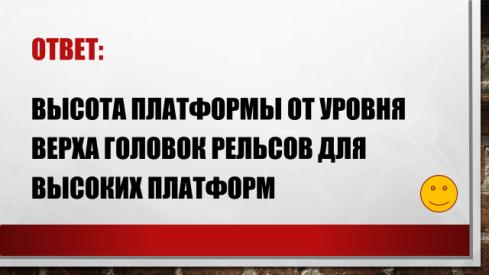 ОТВЕТ:
ВЫСОТА ПЛАТФОРМЫ ОТ УРОВНЯ
ВЕРХА ГОЛОВОК РЕЛЬСОВ ДЛЯ
ВЫСОКИХ ПЛАТФОРМ